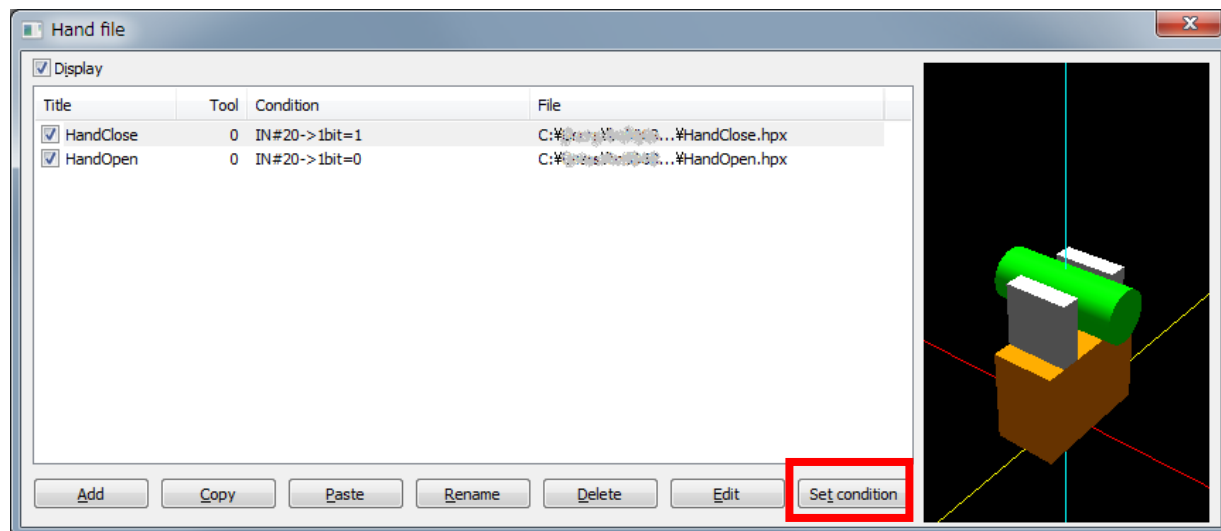 Hand file
Display
Title Tool Condition File
HandClose 0 IN#20->1bit=1 C:¥ ...¥HandClose.hpx
HandOpen 0 IN#20->1bit=0 C:¥ ...¥HandOpen.hpx
Add Copy Paste Rename Delete Edit Set condition